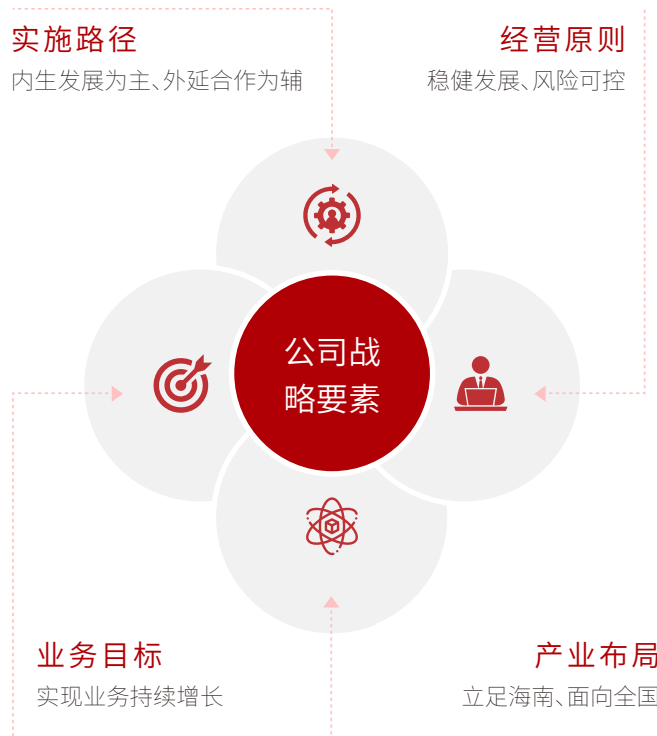 实施路径
内生发展为主、外延合作为辅
经营原则
稳健发展、风险可控
公司战
略要素
业务目标
实现业务持续增长
产业布局
立足海南、面向全国